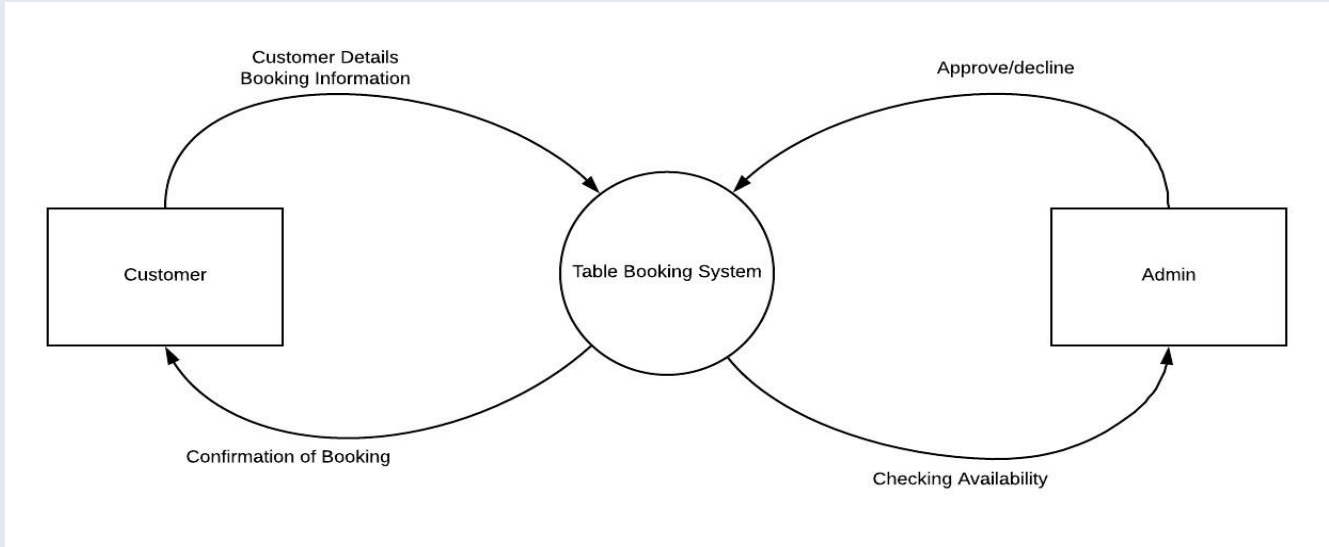 Customer Details
Booking Information
Approve/decline
Customer
Table Booking System
Admin
Confirmation of Booking
Checking Availability